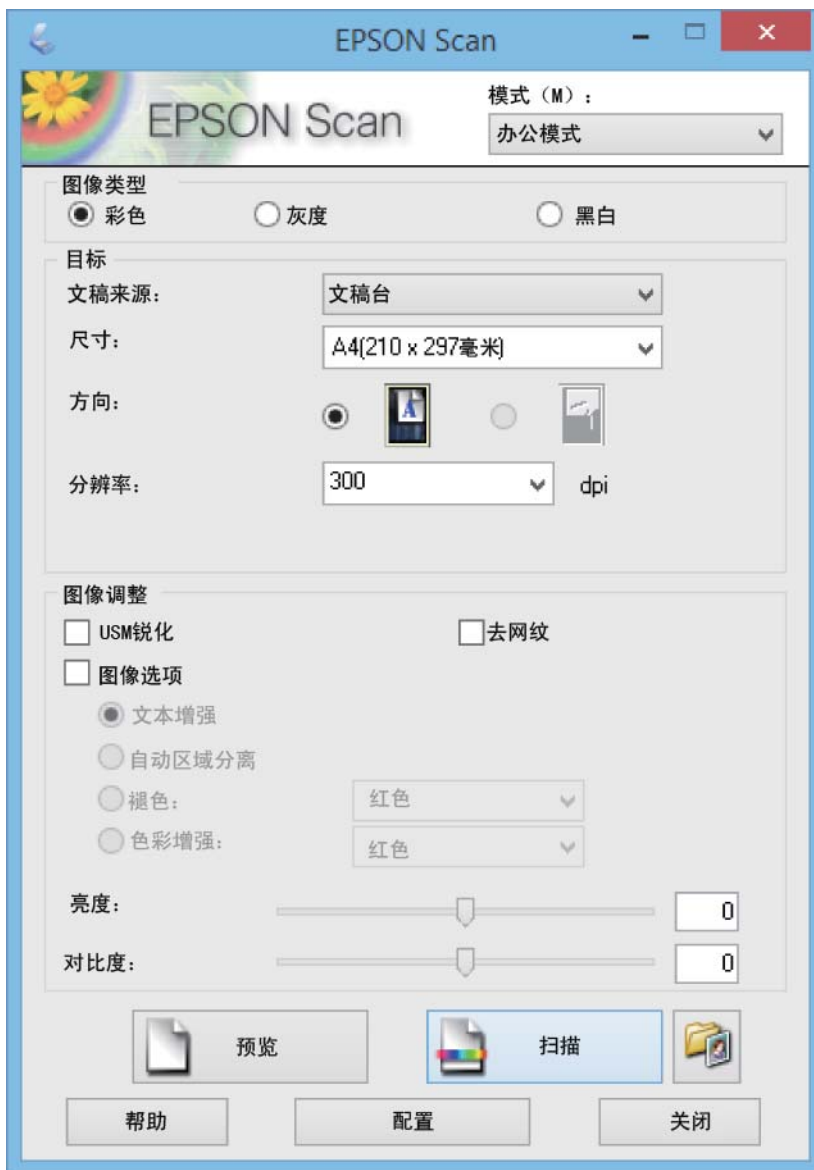 EPSON Scan
EPSON Scan
模式（M）：
办公模式
图像类型
彩色 灰度 黑白
目标
文稿来源： 文稿台
尺寸： A4(210 x 297毫米)
方向： A
分辨率： 300 dpi
图像调整
USM锐化 去网纹
图像选项
文本增强
自动区域分离
褪色： 红色
色彩增强： 红色
亮度： 0
对比度： 0
预览 扫描
帮助 配置 关闭